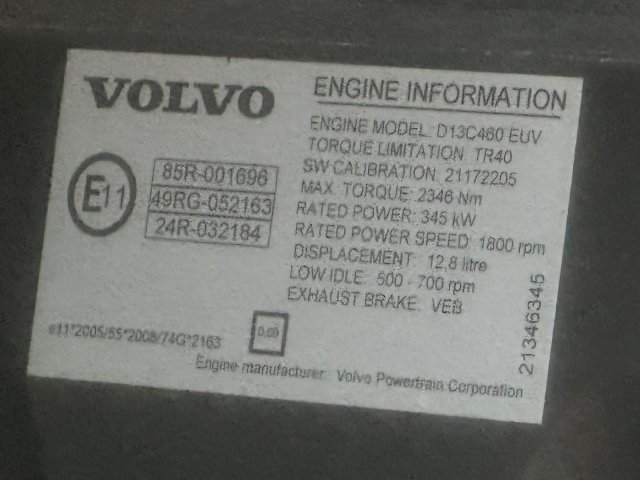 VOLVO
E11
85R-001696
49RG-052163
24R-032184
ENGINE INFORMATION
ENGINE MODEL: D13C460 EUV
TORQUE LIMITATION: TR40
SW CALIBRATION: 21172205
MAX. TORQUE: 2346 Nm
RATED POWER: 345 kW
RATED POWER SPEED: 1800 rpm
DISPLACEMENT: 12,8 litre
LOW IDLE: 500 - 700 rpm
EXHAUST BRAKE: VEB
21346345
e11*2005/55*2008/74G*2163
Engine manufacturer: Volvo Powertrain Corporation